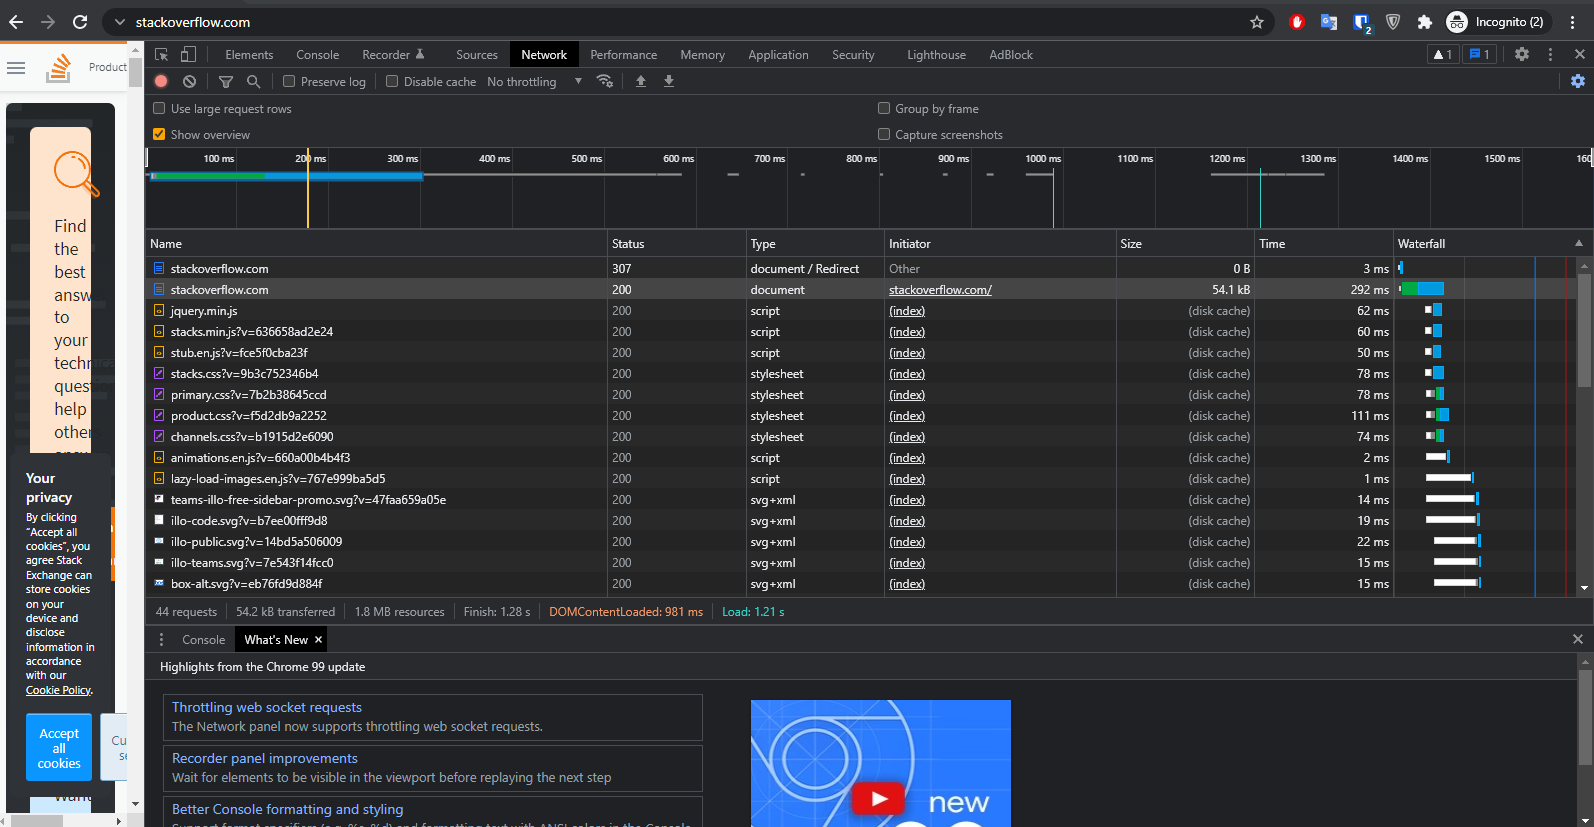 stackoverflow.com
2
Incognito (2)
Product
Elements Console Recorder Sources Network Performance Memory Application Security Lighthouse AdBlock
1 1
Preserve log Disable cache No throttling
Use large request rows Group by frame
Show overview Capture screenshots
100 ms 200 ms 300 ms 400 ms 500 ms 600 ms 700 ms 800 ms 900 ms 1000 ms 1100 ms 1200 ms 1300 ms 1400 ms 1500 ms 160
Name Status Type Initiator Size Time Waterfall
stackoverflow.com 307 document / Redirect Other 0 B 3 ms
stackoverflow.com 200 document stackoverflow.com/ 54.1 kB 292 ms
jquery.min.js 200 script (index) (disk cache) 62 ms
stacks.min.js?v=636658ad2e24 200 script (index) (disk cache) 60 ms
stub.en.js?v=fce5f0cba23f 200 script (index) (disk cache) 50 ms
stacks.css?v=9b3c752346b4 200 stylesheet (index) (disk cache) 78 ms
primary.css?v=7b2b38645ccd 200 stylesheet (index) (disk cache) 78 ms
product.css?v=f5d2db9a2252 200 stylesheet (index) (disk cache) 111 ms
channels.css?v=b1915d2e6090 200 stylesheet (index) (disk cache) 74 ms
animations.en.js?v=660a00b4b4f3 200 script (index) (disk cache) 2 ms
lazy-load-images.en.js?v=767e999ba5d5 200 script (index) (disk cache) 1 ms
teams-illo-free-sidebar-promo.svg?v=47faa659a05e 200 svg+xml (index) (disk cache) 14 ms
illo-code.svg?v=b7ee00fff9d8 200 svg+xml (index) (disk cache) 19 ms
illo-public.svg?v=14bd5a506009 200 svg+xml (index) (disk cache) 22 ms
illo-teams.svg?v=7e543f14fcc0 200 svg+xml (index) (disk cache) 15 ms
box-alt.svg?v=eb76fd9d884f 200 svg+xml (index) (disk cache) 15 ms
44 requests 54.2 kB transferred 1.8 MB resources Finish: 1.28 s DOMContentLoaded: 981 ms Load: 1.21 s
Console What's New
Highlights from the Chrome 99 update
Throttling web socket requests
The Network panel now supports throttling web socket requests.
Recorder panel improvements
Wait for elements to be visible in the viewport before replaying the next step
Better Console formatting and styling
new
Find
the
best
answ
to
your
techr
quest
help
other
Your
privacy
By clicking
"Accept all
cookies", you
agree Stack
Exchange can
store cookies
on your
device and
disclose
information in
accordance
with our
Cookie Policy.
Accept
all
cookies
Cu
se